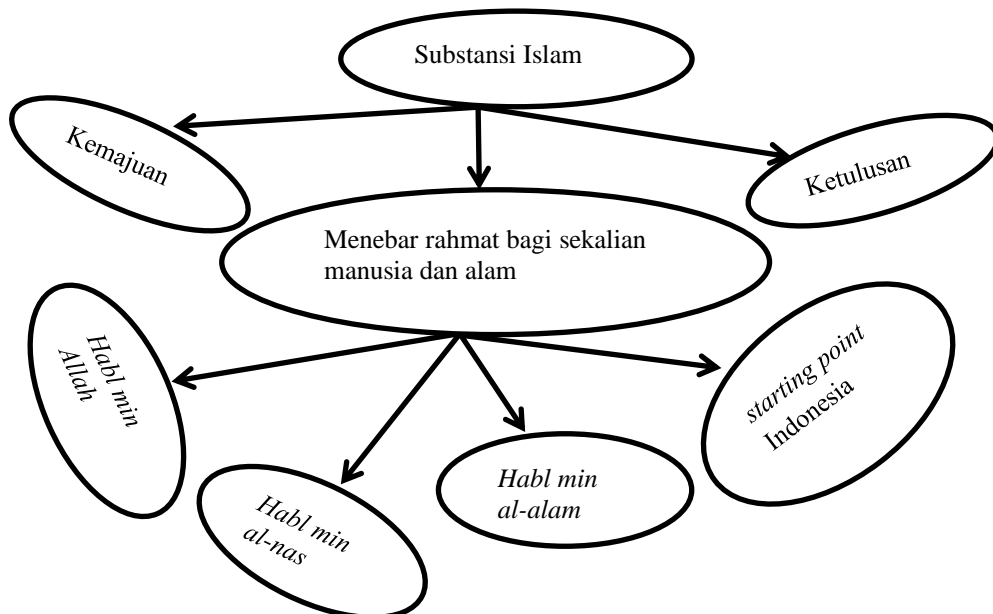 Substansi Islam
Kemajuan
Ketulusan
Menebar rahmat bagi sekalian
manusia dan alam
Habl min
Allah
Habl min
al-nas
Habl min
al-alam
starting point
Indonesia